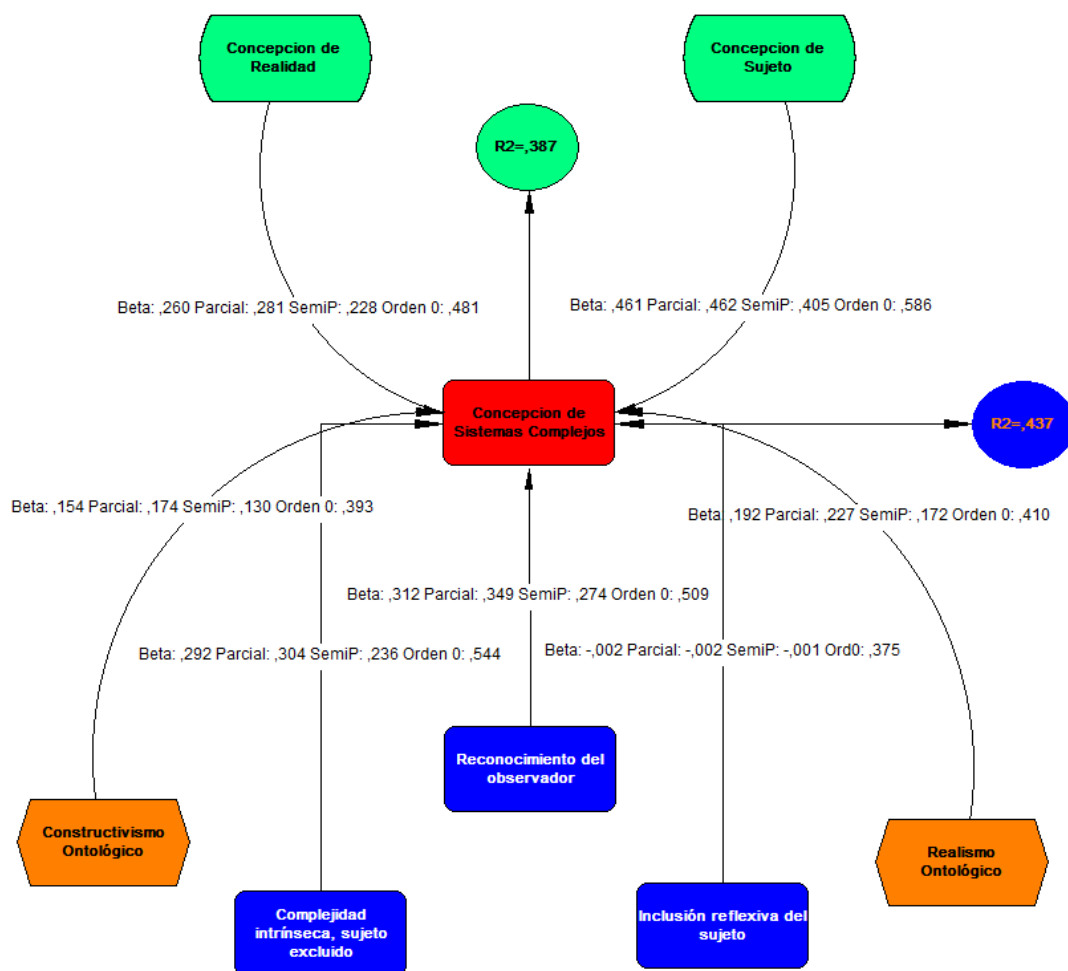 Concepcion de
Realidad
Concepcion de
Sujeto
R2=,387
Beta: ,260 Parcial: ,281 SemiP: ,228 Orden 0: ,481
Beta: ,461 Parcial: ,462 SemiP: ,405 Orden 0: ,586
Concepcion de
Sistemas Complejos
R2=,437
Beta: ,154 Parcial: ,174 SemiP: ,130 Orden 0: ,393
Beta: ,192 Parcial: ,227 SemiP: ,172 Orden 0: ,410
Beta: ,312 Parcial: ,349 SemiP: ,274 Orden 0: ,509
Beta: ,292 Parcial: ,304 SemiP: ,236 Orden 0: ,544
Beta: -,002 Parcial: -,002 SemiP: -,001 Ord0: ,375
Reconocimiento del
observador
Constructivismo
Ontológico
Realismo
Ontológico
Complejidad
intrínseca, sujeto
excluido
Inclusión reflexiva del
sujeto